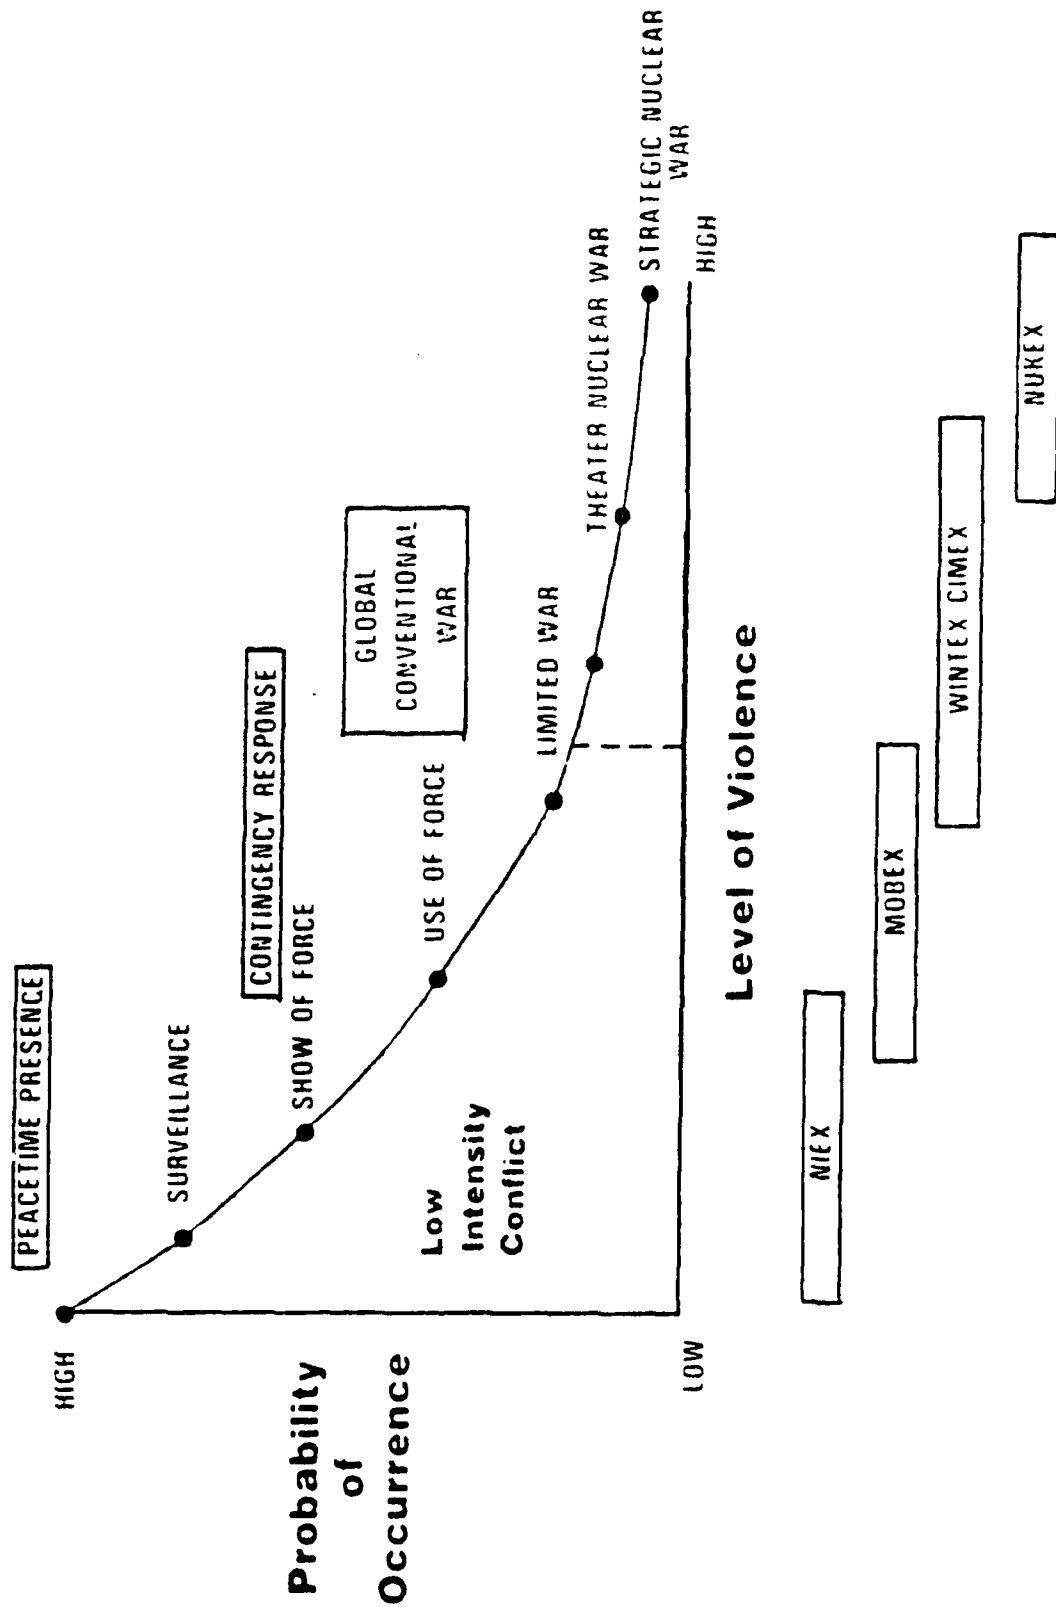 PEACETIME PRESENCE
HIGH
SURVEILLANCE
CONTINGENCY RESPONSE
SHOW OF FORCE
Probability
of
Occurrence
GLOBAL
CONVENTIONAL
WAR
USE OF FORCE
Low
Intensity
Conflict
LIMITED WAR
THEATER NUCLEAR WAR
STRATEGIC NUCLEAR
WAR
LOW
HIGH
Level of Violence
NIEX
MOBEX
WINTEX CIMEX
NUKEX